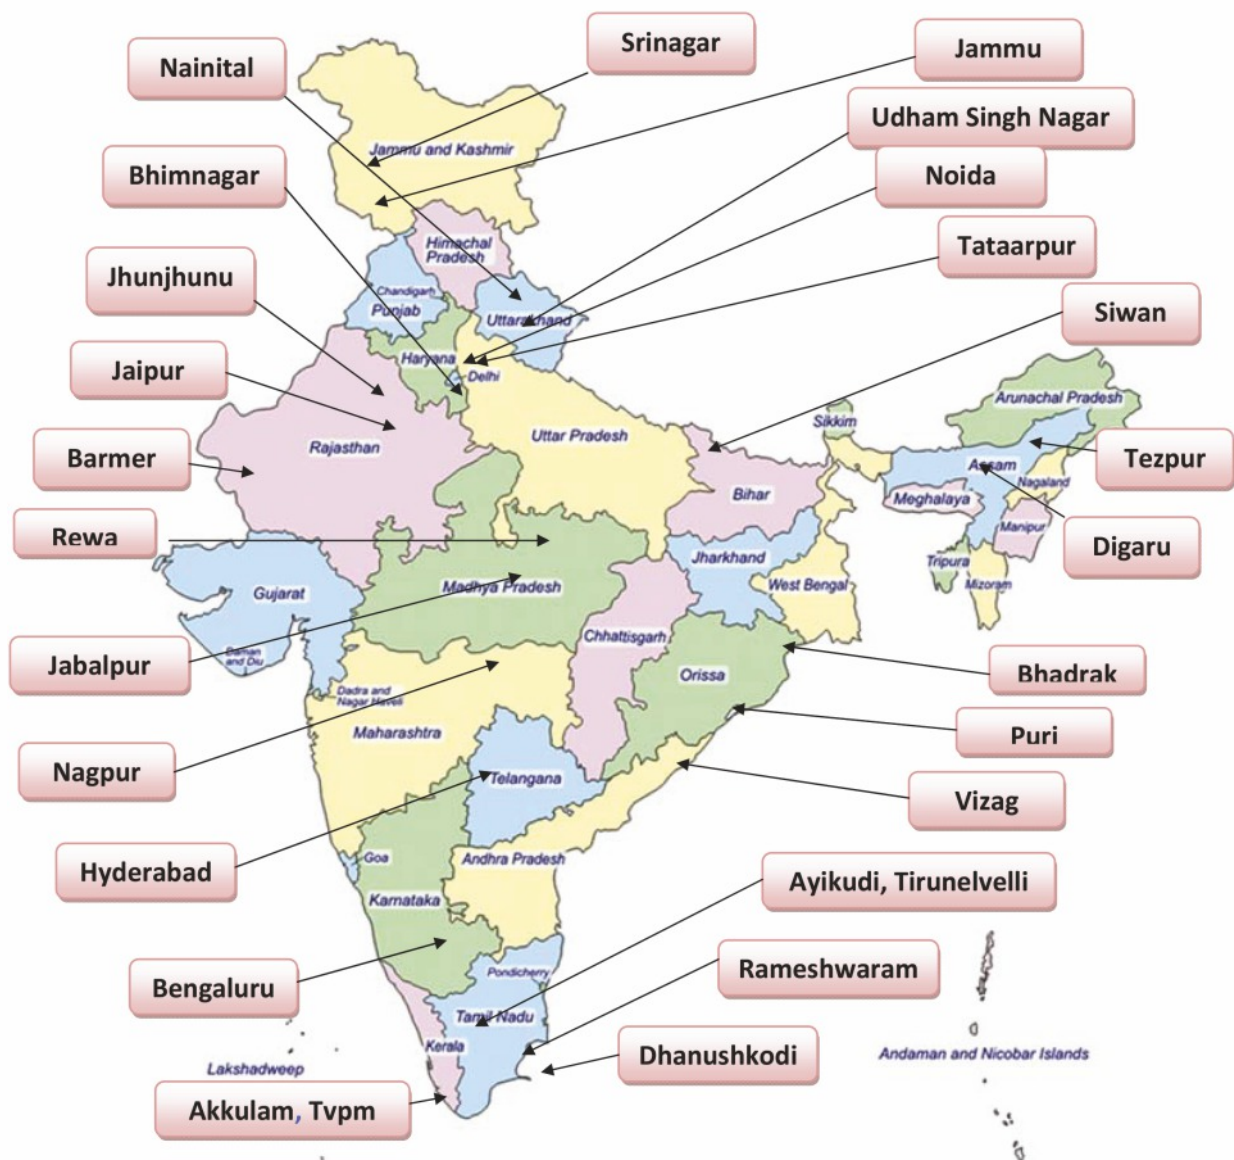 Srinagar
Jammu
Nainital
Udham Singh Nagar
Jammu and Kashmir
Noida
Bhimnagar
Tataarpur
Himachal
Pradesh
Jhunjhunu
Chandigarh
Punjab
Uttarakhand
Siwan
Haryana
Delhi
Jaipur
Arunachal Pradesh
Sikkim
Uttar Pradesh
Rajasthan
Barmer
Tezpur
Assam
Nagaland
Bihar
Meghalaya
Manipur
Rewa
Digaru
Jharkhand
Tripura
Mizoram
West Bengal
Madhya Pradesh
Gujarat
Chhattisgarh
Daman
and Diu
Jabalpur
Bhadrak
Orissa
Dadra and
Nagar Haveli
Maharashtra
Puri
Nagpur
Telangana
Vizag
Goa
Andhra Pradesh
Hyderabad
Ayikudi, Tirunelvelli
Karnataka
Rameshwaram
Pondicherry
Bengaluru
Tamil Nadu
Kerala
Dhanushkodi
Andaman and Nicobar Islands
Lakshadweep
Akkulam, Tvpm